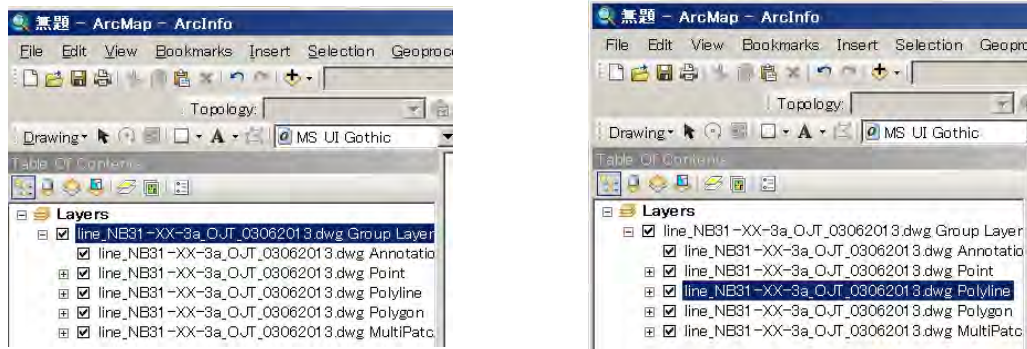 無題 - ArcMap - ArcInfo
File Edit View Bookmarks Insert Selection Geoproc
Topology:
Drawing A MS UI Gothic
Table Of Contents
Layers
line_NB31-XX-3a_OJT_03062013.dwg Group Layer
line_NB31-XX-3a_OJT_03062013.dwg Annotatio
line_NB31-XX-3a_OJT_03062013.dwg Point
line_NB31-XX-3a_OJT_03062013.dwg Polyline
line_NB31-XX-3a_OJT_03062013.dwg Polygon
line_NB31-XX-3a_OJT_03062013.dwg MultiPatc
無題 - ArcMap - ArcInfo
File Edit View Bookmarks Insert Selection Geopr
Topology:
Drawing A MS UI Gothic
Table Of Contents
Layers
line_NB31-XX-3a_OJT_03062013.dwg Group Layer
line_NB31-XX-3a_OJT_03062013.dwg Annotatio
line_NB31-XX-3a_OJT_03062013.dwg Point
line_NB31-XX-3a_OJT_03062013.dwg Polyline
line_NB31-XX-3a_OJT_03062013.dwg Polygon
line_NB31-XX-3a_OJT_03062013.dwg MultiPatc